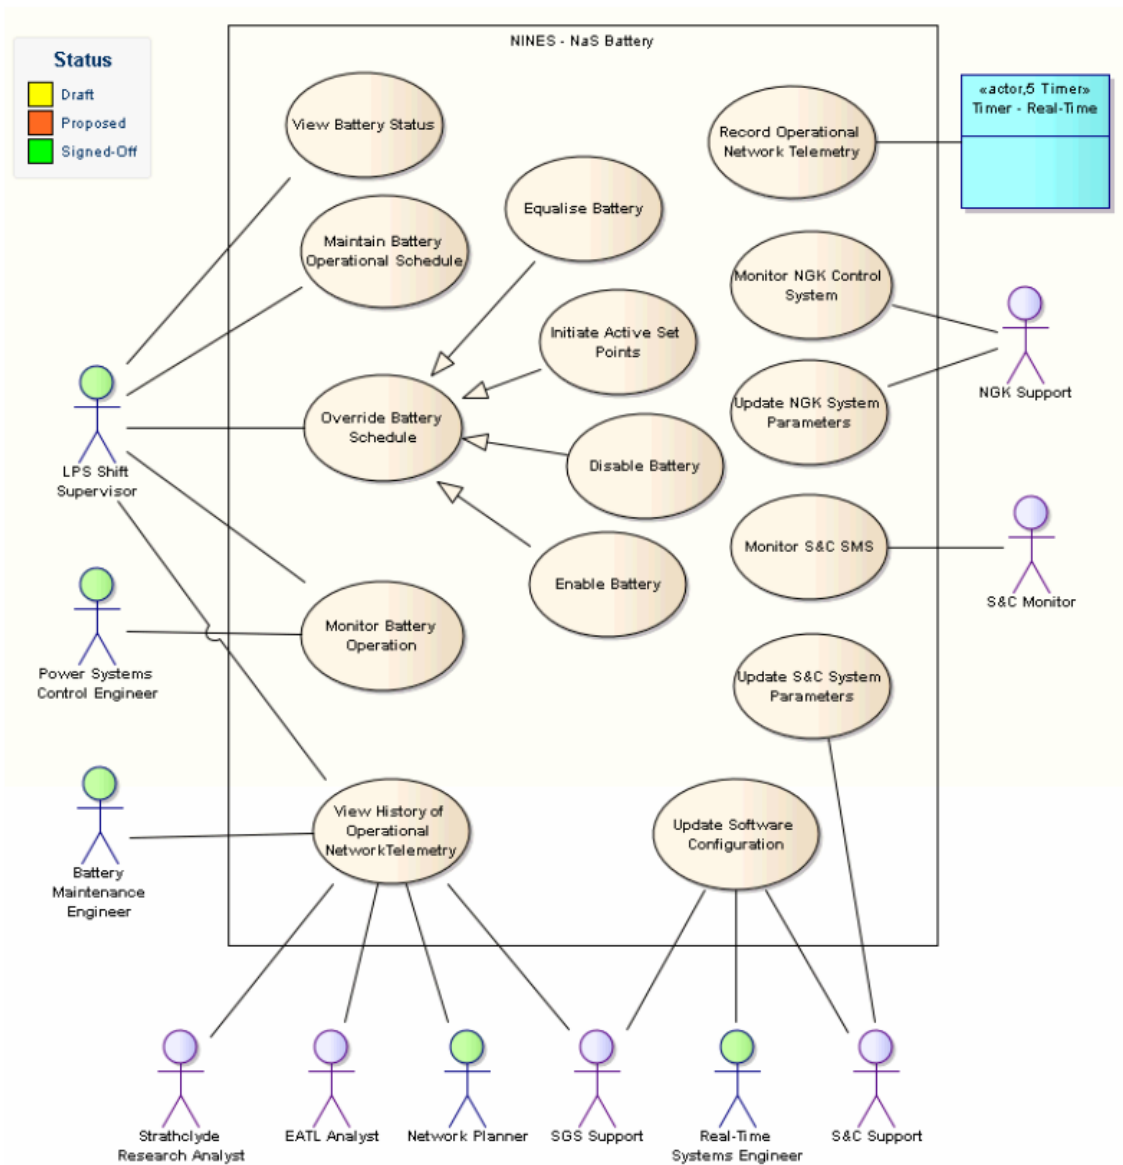 NINES - NaS Battery
Status
Draft
Proposed
Signed-Off
View Battery Status
Record Operational
Network Telemetry
«actor,5 Timer»
Timer - Real-Time
Equalise Battery
Maintain Battery
Operational Schedule
Monitor NGK Control
System
Initiate Active Set
Points
NGK Support
Override Battery
Schedule
Update NGK System
Parameters
LPS Shift
Supervisor
Disable Battery
Monitor S&C SMS
S&C Monitor
Enable Battery
Monitor Battery
Operation
Power Systems
Control Engineer
Update S&C System
Parameters
View History of
Operational
NetworkTelemetry
Update Software
Configuration
Battery
Maintenance
Engineer
Strathclyde
Research Analyst
EATL Analyst
Network Planner
SGS Support
Real-Time
Systems Engineer
S&C Support